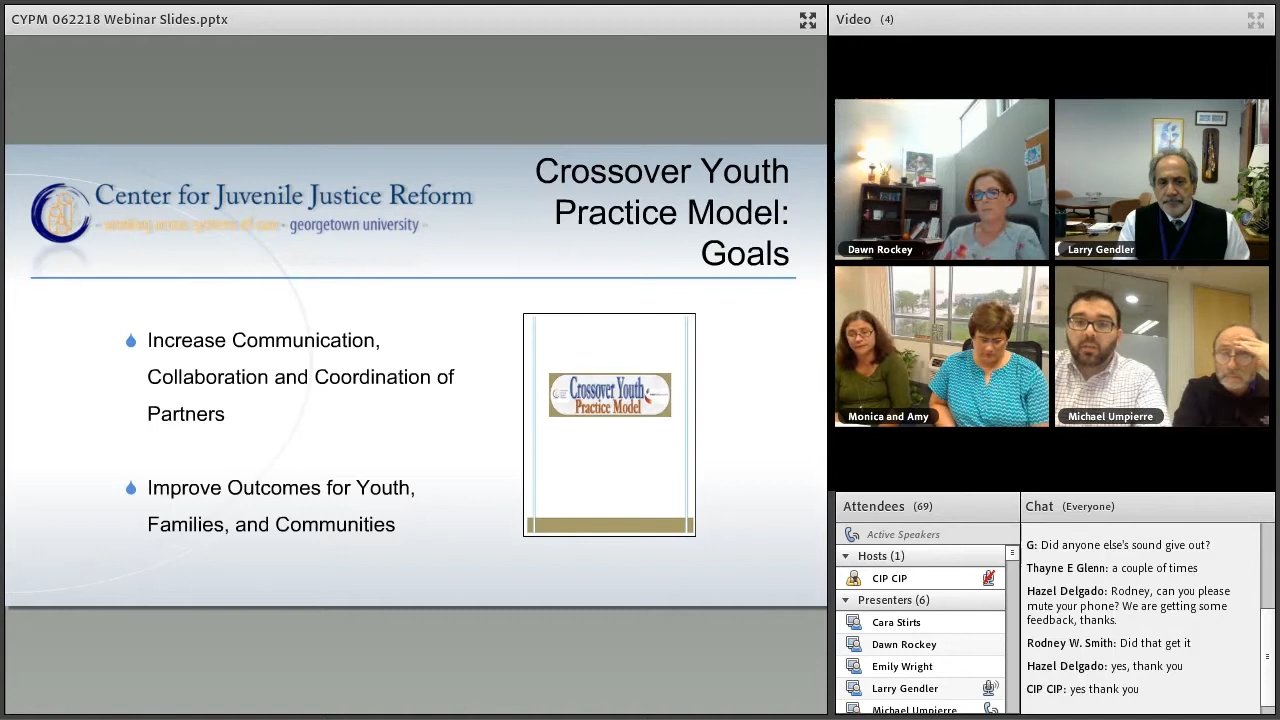 CYPM 062218 Webinar Slides.pptx
Center for Juvenile Justice Reform
- working across systems of care - georgetown university -
Crossover Youth
Practice Model:
Goals
Increase Communication,
Collaboration and Coordination of
Partners
Improve Outcomes for Youth,
Families, and Communities
Crossover Youth
Practice Model
Video (4)
Dawn Rockey
Larry Gendler
Monica and Amy
Michael Umpierre
Attendees (69)
Active Speakers
Hosts (1)
CIP CIP
Presenters (6)
Cara Stirts
Dawn Rockey
Emily Wright
Larry Gendler
Michael Umpierre
Chat (Everyone)
G: Did anyone else's sound give out?
Thayne E Glenn: a couple of times
Hazel Delgado: Rodney, can you please
mute your phone? We are getting some
feedback, thanks.
Rodney W. Smith: Did that get it
Hazel Delgado: yes, thank you
CIP CIP: yes thank you